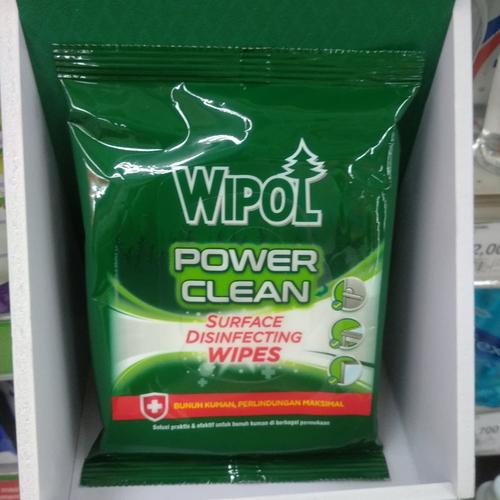 WIPOL
POWER
CLEAN
SURFACE
DISINFECTING
WIPES
BUNUH KUMAN, PERLINDUNGAN MAKSIMAL
Solusi praktis & efektif untuk bunuh kuman di berbagai permukaan